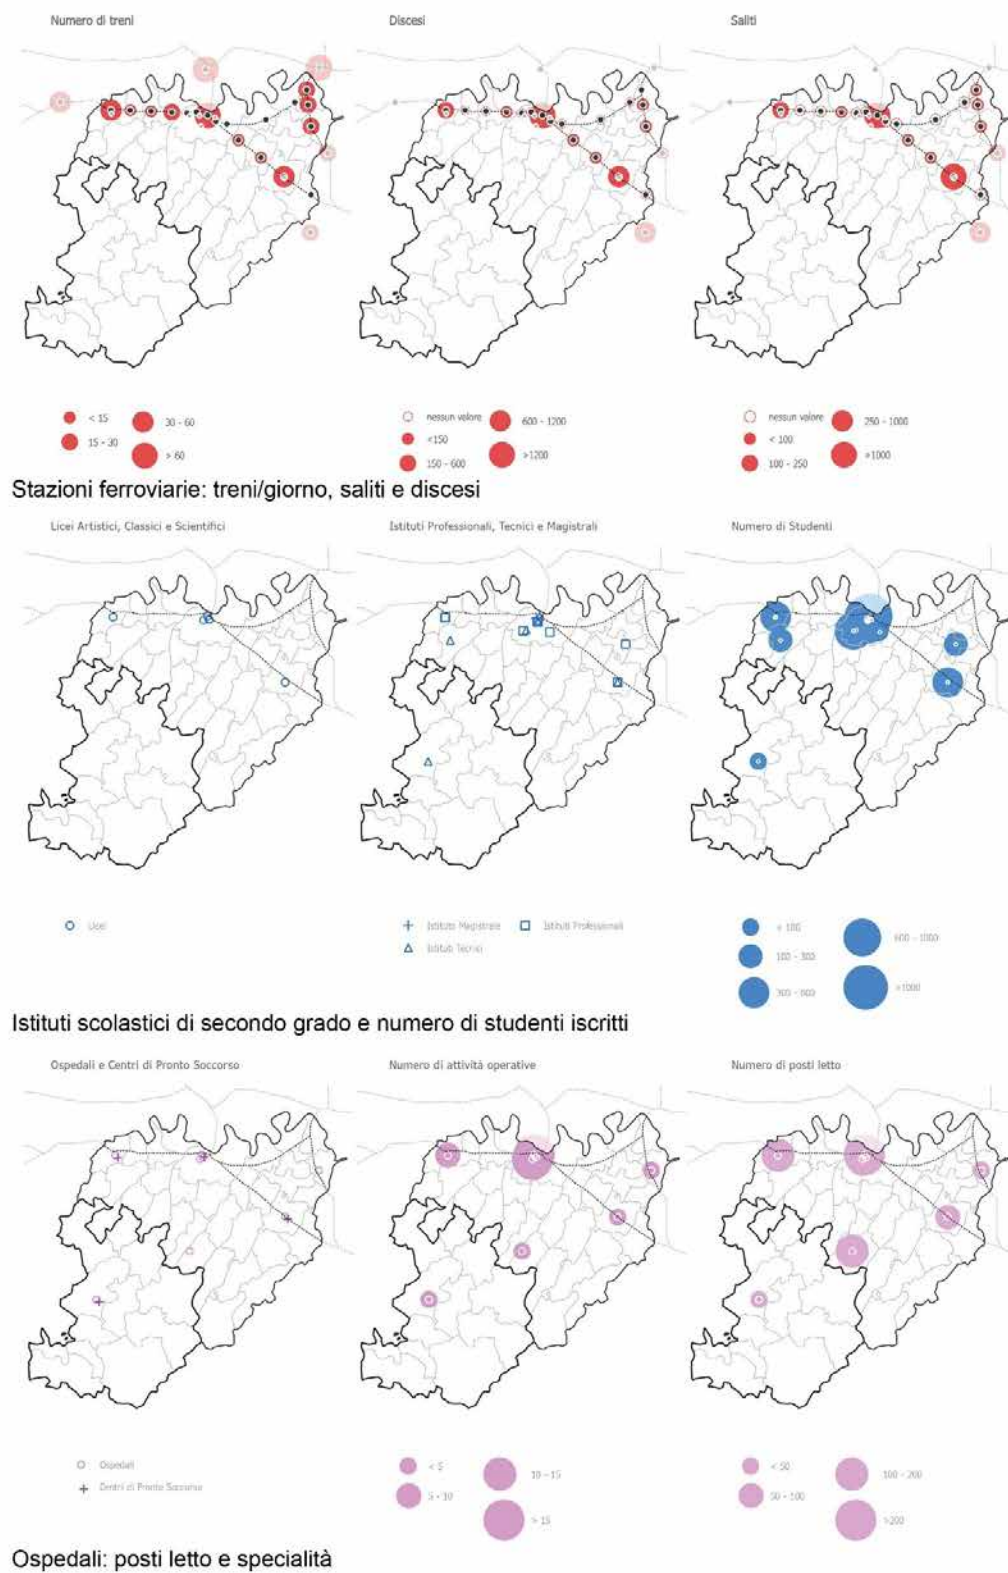 Numero di treni
Discesi
Saliti
< 15
30 - 60
15 - 30
> 60
nessun valore
600 - 1200
<150
150 - 600
>1200
nessun valore
250 - 1000
< 100
100 - 250
>1000
Stazioni ferroviarie: treni/giorno, saliti e discesi
Licei Artistici, Classici e Scientifici
Istituti Professionali, Tecnici e Magistrali
Numero di Studenti
Licei
Istituto Magistrale
Istituti Professionali
Istituti Tecnici
< 100
600 - 1000
100 - 300
300 - 600
>1000
Istituti scolastici di secondo grado e numero di studenti iscritti
Ospedali e Centri di Pronto Soccorso
Numero di attività operative
Numero di posti letto
Ospedali
Centri di Pronto Soccorso
< 5
10 - 15
5 - 10
> 15
< 50
100 - 200
50 - 100
>200
Ospedali: posti letto e specialità